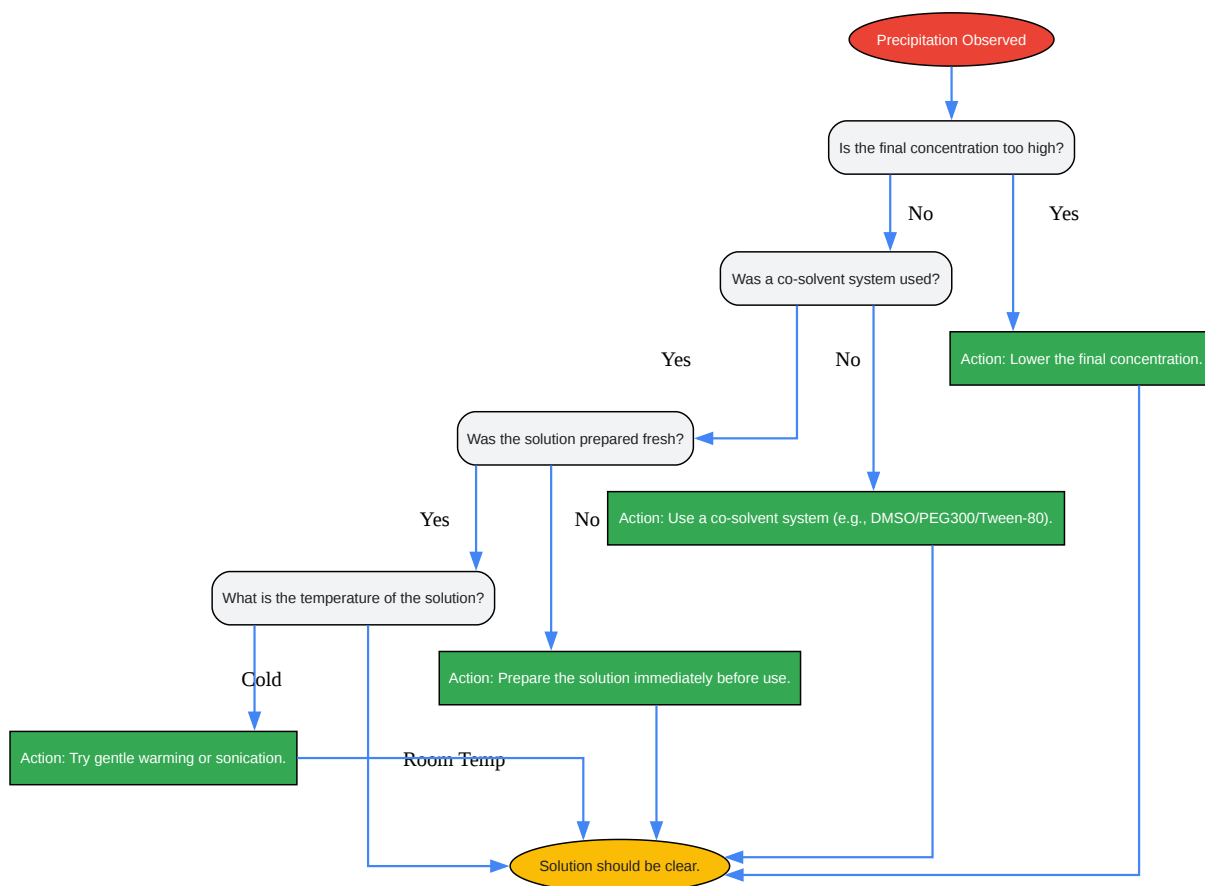 Precipitation Observed
Is the final concentration too high?
No
Yes
Was a co-solvent system used?
Yes
No
Action: Lower the final concentration.
Was the solution prepared fresh?
Yes
No
Action: Use a co-solvent system (e.g., DMSO/PEG300/Tween-80).
What is the temperature of the solution?
Cold
Action: Prepare the solution immediately before use.
Action: Try gentle warming or sonication.
Room Temp
Solution should be clear.